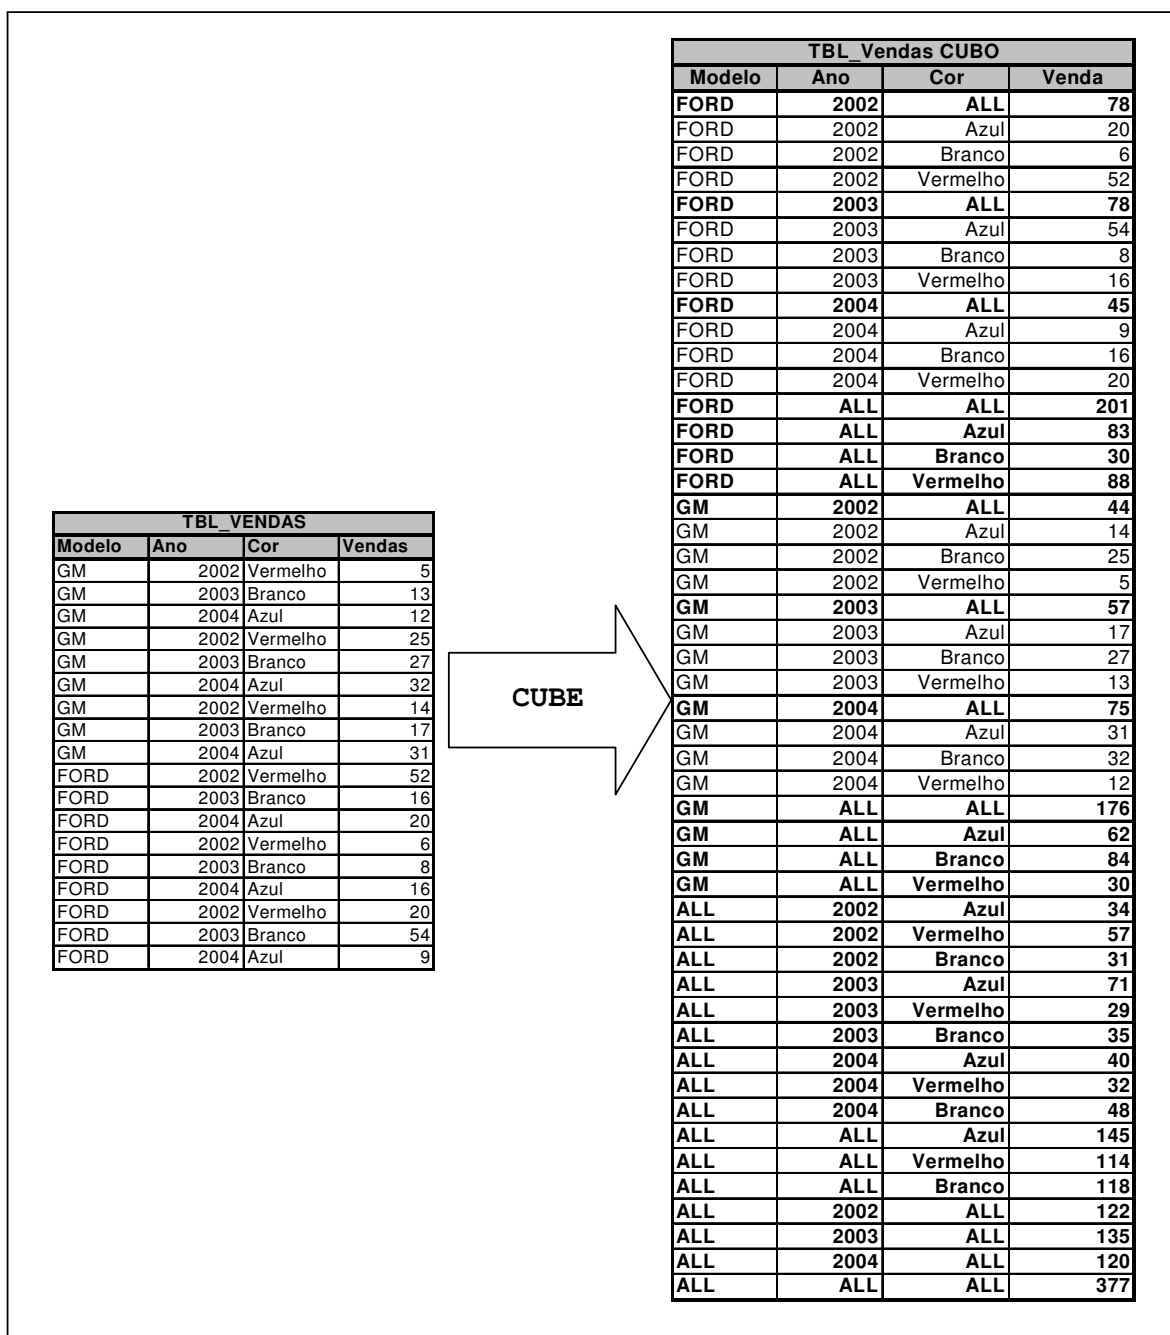 TBL_VENDAS
Modelo Ano Cor Vendas
GM 2002 Vermelho 5
GM 2003 Branco 13
GM 2004 Azul 12
GM 2002 Vermelho 25
GM 2003 Branco 27
GM 2004 Azul 32
GM 2002 Vermelho 14
GM 2003 Branco 17
GM 2004 Azul 31
FORD 2002 Vermelho 52
FORD 2003 Branco 16
FORD 2004 Azul 20
FORD 2002 Vermelho 6
FORD 2003 Branco 8
FORD 2004 Azul 16
FORD 2002 Vermelho 20
FORD 2003 Branco 54
FORD 2004 Azul 9
CUBE
TBL_Vendas CUBO
Modelo Ano Cor Venda
FORD 2002 ALL 78
FORD 2002 Azul 20
FORD 2002 Branco 6
FORD 2002 Vermelho 52
FORD 2003 ALL 78
FORD 2003 Azul 54
FORD 2003 Branco 8
FORD 2003 Vermelho 16
FORD 2004 ALL 45
FORD 2004 Azul 9
FORD 2004 Branco 16
FORD 2004 Vermelho 20
FORD ALL ALL 201
FORD ALL Azul 83
FORD ALL Branco 30
FORD ALL Vermelho 88
GM 2002 ALL 44
GM 2002 Azul 14
GM 2002 Branco 25
GM 2002 Vermelho 5
GM 2003 ALL 57
GM 2003 Azul 17
GM 2003 Branco 27
GM 2003 Vermelho 13
GM 2004 ALL 75
GM 2004 Azul 31
GM 2004 Branco 32
GM 2004 Vermelho 12
GM ALL ALL 176
GM ALL Azul 62
GM ALL Branco 84
GM ALL Vermelho 30
ALL 2002 Azul 34
ALL 2002 Vermelho 57
ALL 2002 Branco 31
ALL 2003 Azul 71
ALL 2003 Vermelho 29
ALL 2003 Branco 35
ALL 2004 Azul 40
ALL 2004 Vermelho 32
ALL 2004 Branco 48
ALL ALL Azul 145
ALL ALL Vermelho 114
ALL ALL Branco 118
ALL 2002 ALL 122
ALL 2003 ALL 135
ALL 2004 ALL 120
ALL ALL ALL 377